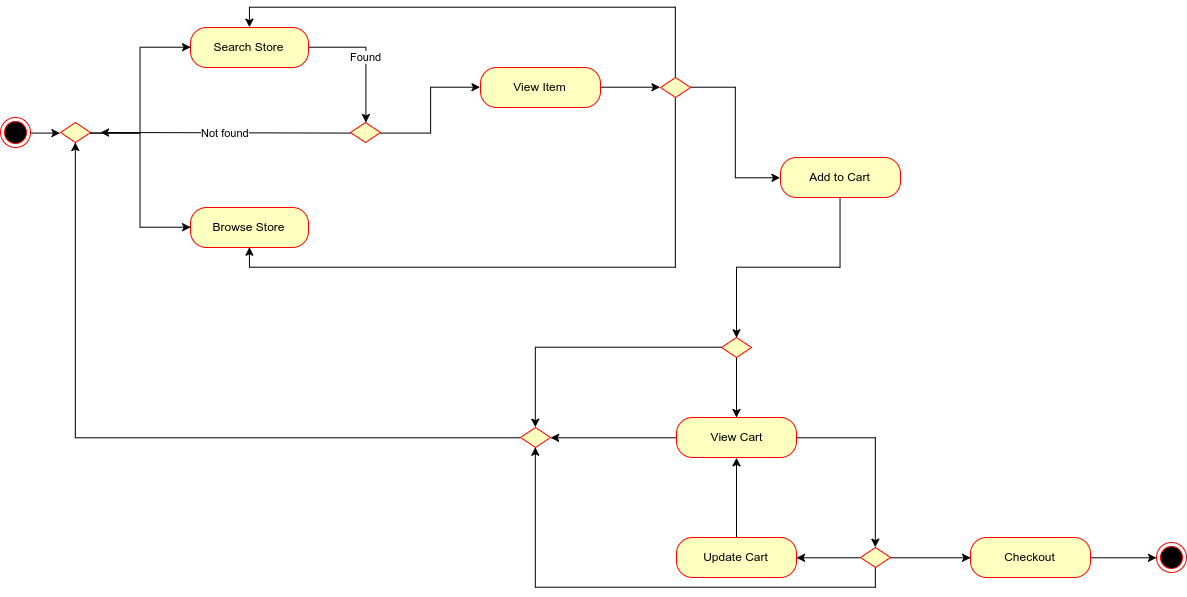 Search Store
Found
View Item
Not found
Add to Cart
Browse Store
View Cart
Update Cart
Checkout